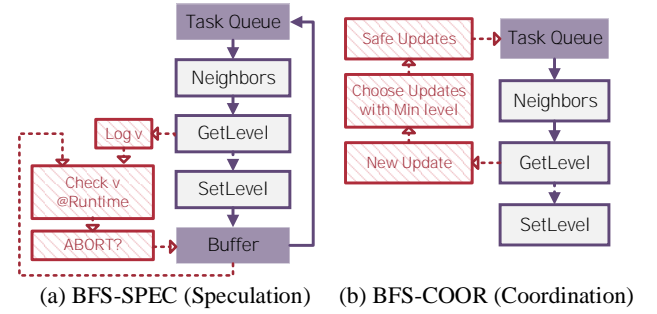 Task Queue
Neighbors
Log v
GetLevel
Check v
@Runtime
SetLevel
ABORT?
Buffer
(a) BFS-SPEC (Speculation)
Safe Updates
Task Queue
Choose Updates
with Min level
Neighbors
New Update
GetLevel
SetLevel
(b) BFS-COOR (Coordination)